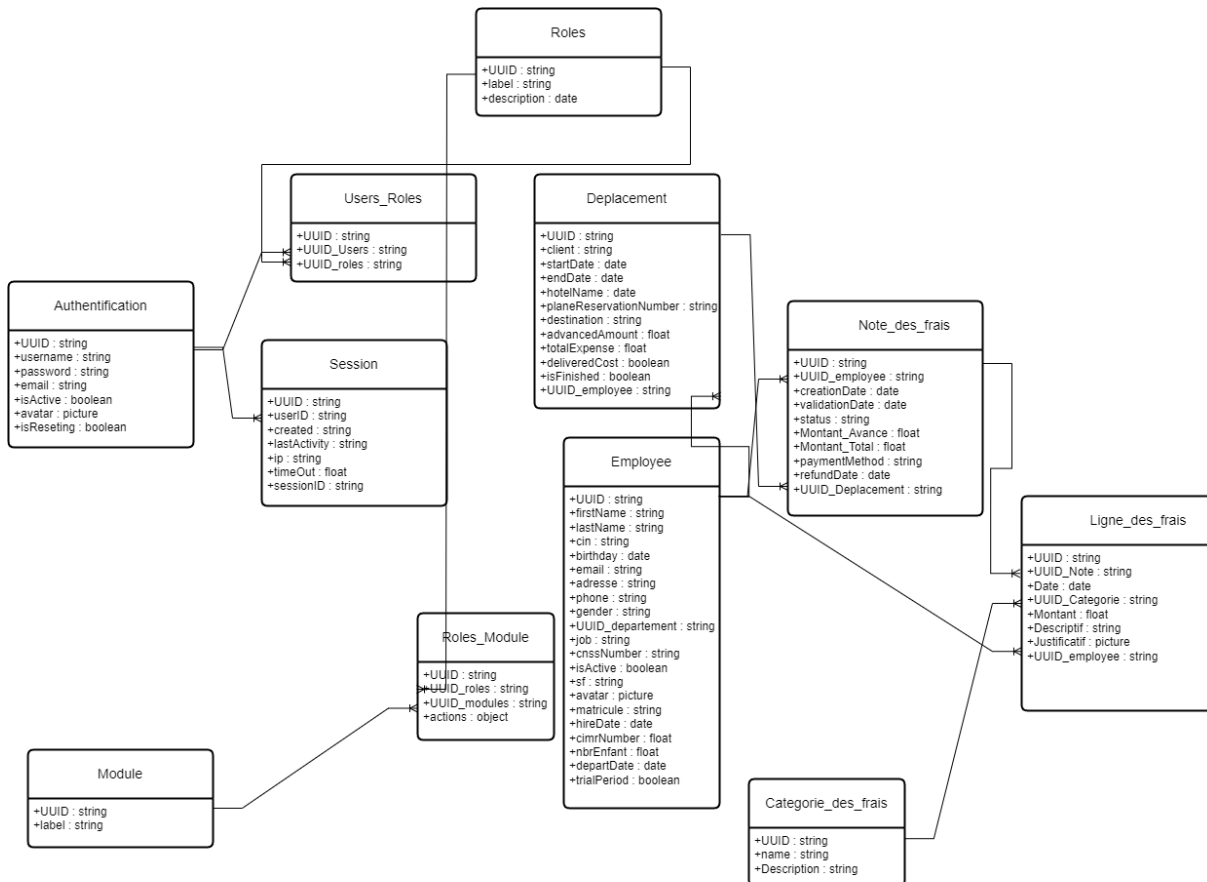 Roles
+UUID : string
+label : string
+description : date
Users_Roles
+UUID : string
+UUID_Users : string
+UUID_roles : string
Deplacement
+UUID : string
+client : string
+startDate : date
+endDate : date
+hotelName : date
+planeReservationNumber : string
+destination : string
+advancedAmount : float
+totalExpense : float
+deliveredCost : boolean
+isFinished : boolean
+UUID_employee : string
Authentification
+UUID : string
+username : string
+password : string
+email : string
+isActive : boolean
+avatar : picture
+isReseting : boolean
Session
+UUID : string
+userID : string
+created : string
+lastActivity : string
+ip : string
+timeOut : float
+sessionID : string
Note_des_frais
+UUID : string
+UUID_employee : string
+creationDate : date
+validationDate : date
+status : string
+Montant_Avance : float
+Montant_Total : float
+paymentMethod : string
+refundDate : date
+UUID_Deplacement : string
Employee
+UUID : string
+firstName : string
+lastName : string
+cin : string
+birthday : date
+email : string
+adresse : string
+phone : string
+gender : string
+UUID_departement : string
+job : string
+cnssNumber : string
+isActive : boolean
+sf : string
+avatar : picture
+matricule : string
+hireDate : date
+cimrNumber : float
+nbrEnfant : float
+departDate : date
+trialPeriod : boolean
Ligne_des_frais
+UUID : string
+UUID_Note : string
+Date : date
+UUID_Categorie : string
+Montant : float
+Descriptif : string
+Justificatif : picture
+UUID_employee : string
Roles_Module
+UUID : string
+UUID_roles : string
+UUID_modules : string
+actions : object
Module
+UUID : string
+label : string
Categorie_des_frais
+UUID : string
+name : string
+Description : string